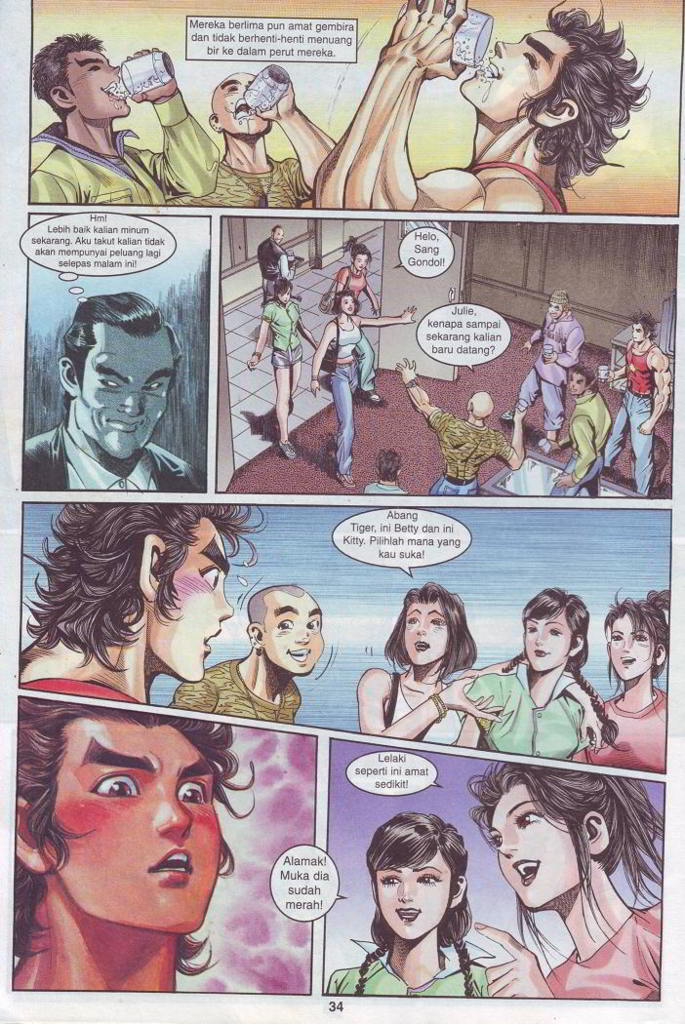 Mereka berlima pun amat gembira
dan tidak berhenti-henti menuang
bir ke dalam perut mereka.
Hm!
Lebih baik kalian minum
sekarang. Aku takut kalian tidak
akan mempunyai peluang lagi
selepas malam ini!
Helo,
Sang
Gondol!
Julie,
kenapa sampai
sekarang kalian
baru datang?
Abang
Tiger, ini Betty dan ini
Kitty. Pilihlah mana yang
kau suka!
Alamak!
Muka dia
sudah
merah!
Lelaki
seperti ini amat
sedikit!
34